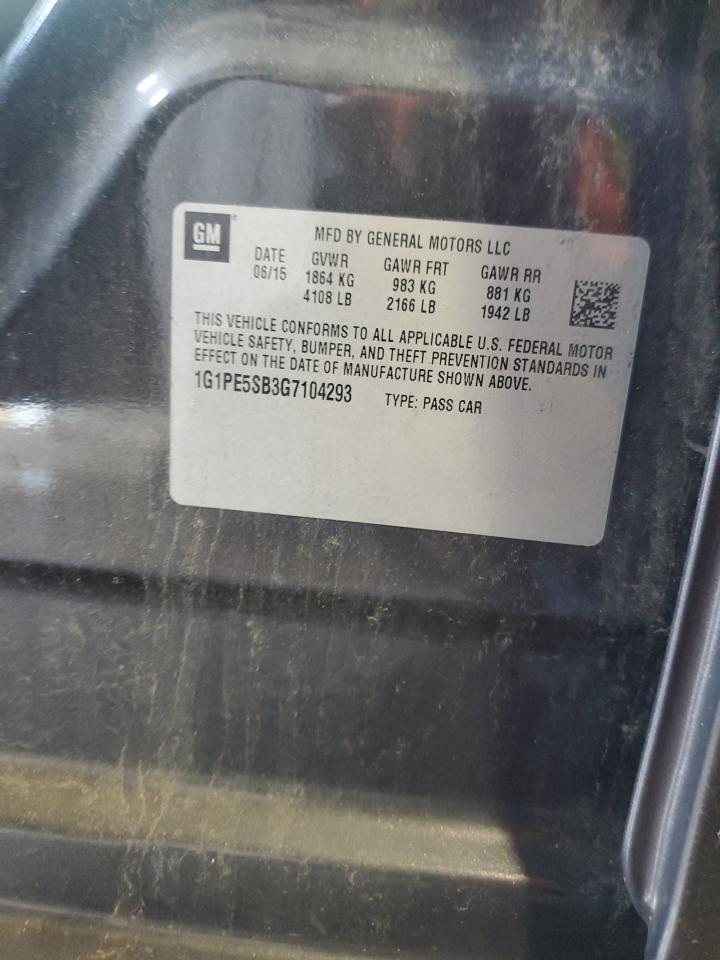 GM®
MFD BY GENERAL MOTORS LLC
DATE GVWR GAWR FRT GAWR RR
06/15 1864 KG 983 KG 881 KG
4108 LB 2166 LB 1942 LB
THIS VEHICLE CONFORMS TO ALL APPLICABLE U.S. FEDERAL MOTOR
VEHICLE SAFETY, BUMPER, AND THEFT PREVENTION STANDARDS IN
EFFECT ON THE DATE OF MANUFACTURE SHOWN ABOVE.
1G1PE5SB3G7104293 TYPE: PASS CAR